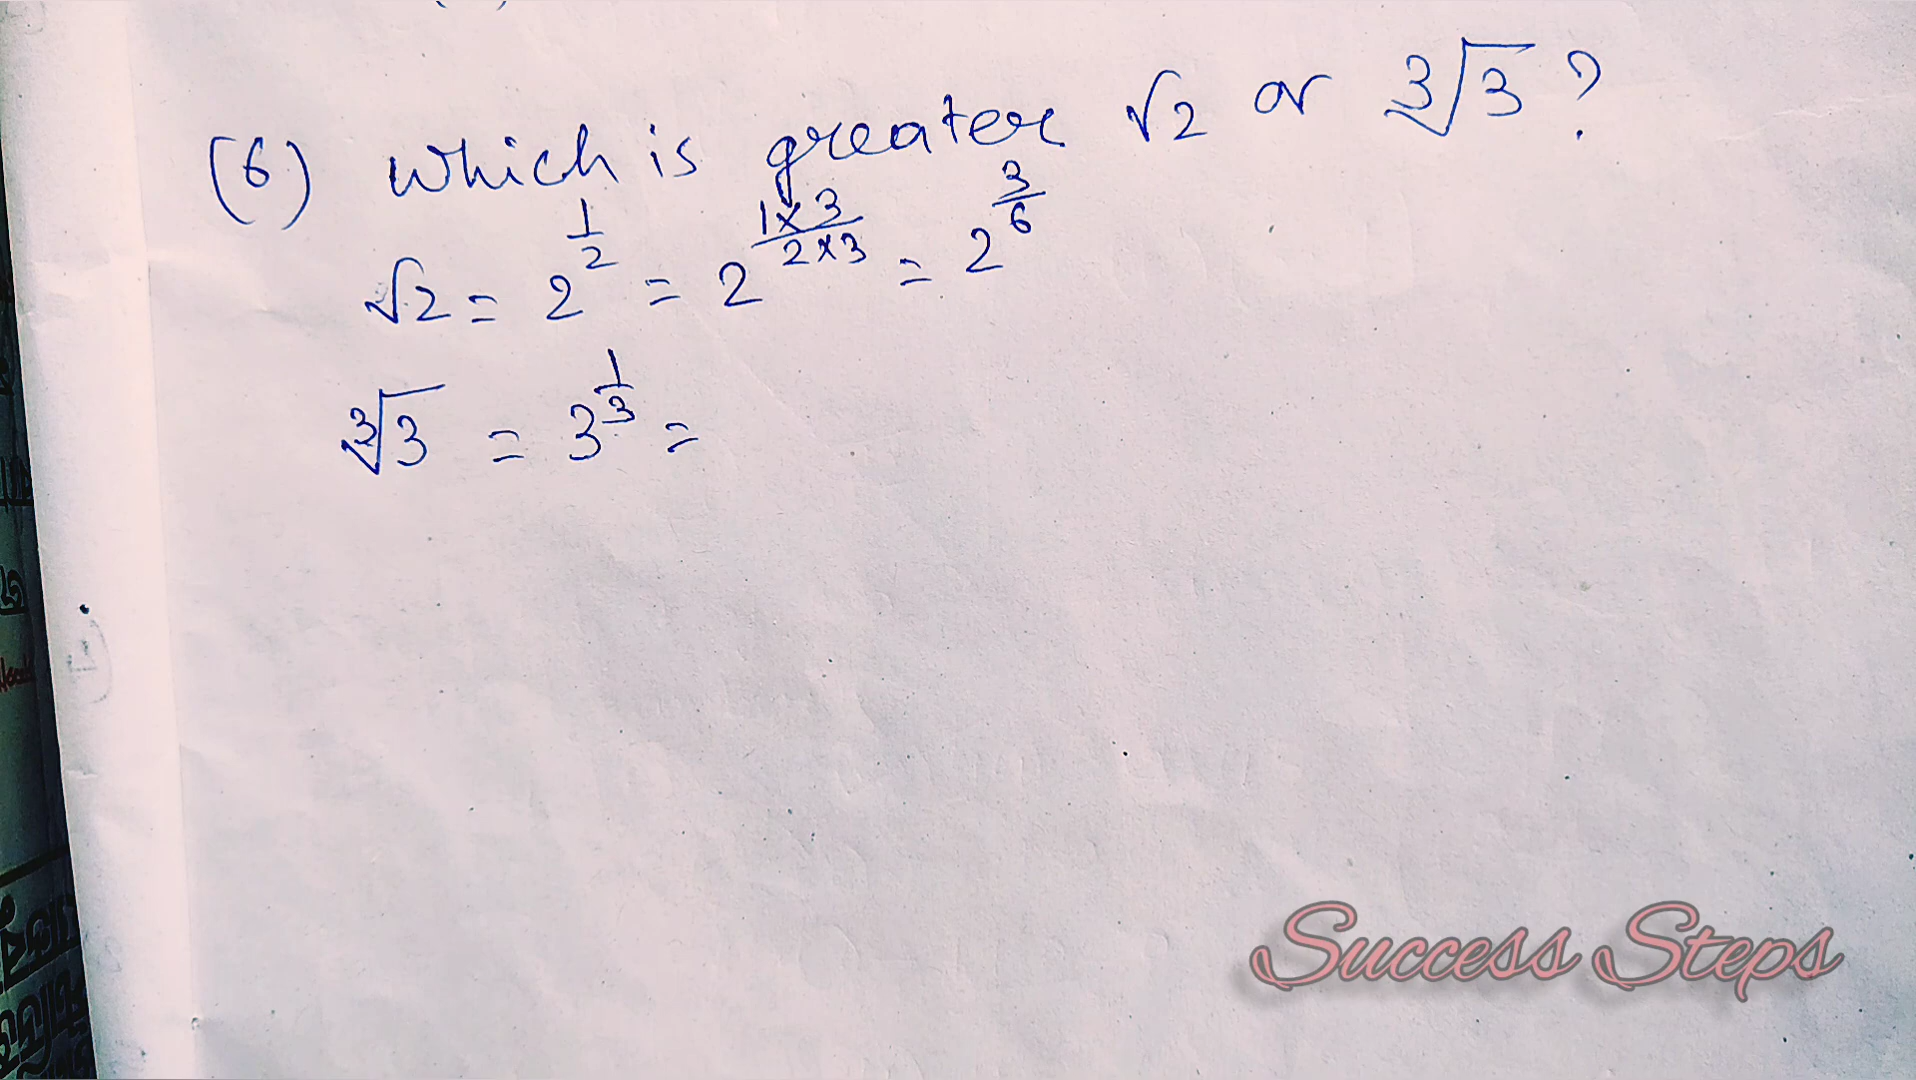 (6) Which is greater √2 or ∛3 ?
√2 = 2^(1/2) = 2^(1×3/2×3) = 2^(3/6)
∛3 = 3^(1/3) =
Success Steps